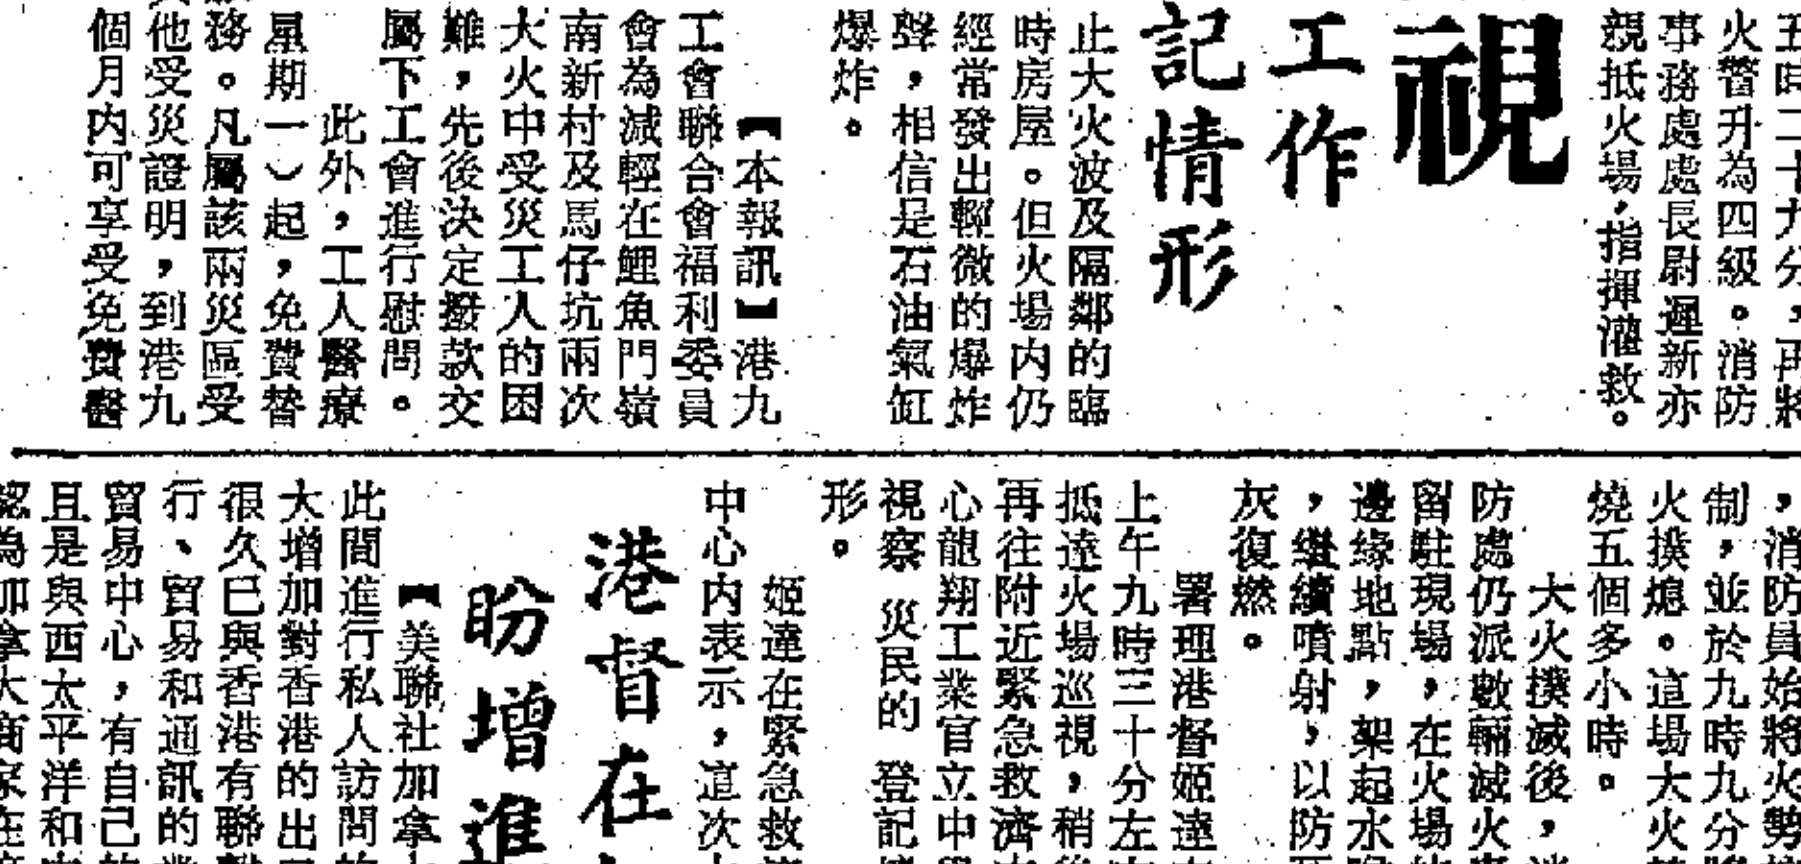 五時二十九分，再將
火警升為四級。消防
事務處處長尉遲新亦
親抵火場，指揮灌救。
視
工作
記情形
止大火波及隔鄰的臨
時房屋。但火場內仍
經常發出輕微的爆炸
聲，相信是石油氣缸
爆炸。
【本報訊】港九
工會聯合會福利委員
會為減輕在鯉魚門嶺
南新村及馬仔坑兩次
大火中受災工人的困
難，先後決定撥款交
屬下工會進行慰問。
此外，工人醫療
星期一）起，免費替
務。凡屬該兩災區受
他受災證明，到港九
個月內可享受免費醫
，消防員始將火勢
制，並於九時九分
火撲熄。這場大火
燒五個多小時。
大火撲滅後，消
防處仍派數輛滅火
留駐現場，在火場
邊緣地點，架起水
，繼續噴射，以防
灰復燃。
署理港督姬達
上午九時三十分左
抵達火場巡視，稍
再往附近緊急救濟
心龍翔工業官立中
視察 災民的 登記
形。
姬達在緊急救
中心內表示，這次
港督在
盼增進
【美聯社加拿
此間進行私人訪問
大增加對香港的出
很久已與香港有聯
行、貿易和通訊的
貿易中心，有自己
且是與西太平洋和
認為加拿大商家在